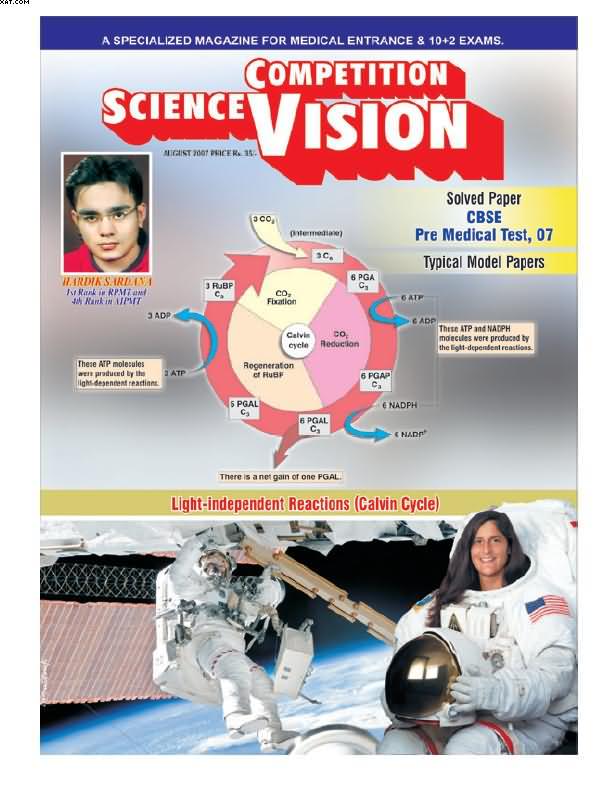 XAT.COM
A SPECIALIZED MAGAZINE FOR MEDICAL ENTRANCE & 10+2 EXAMS.
COMPETITION
SCIENCE VISION
AUGUST 2007 PRICE Rs. 35/-
HARDIK SARDANA
1st Rank in RPMT and
4th Rank in AIPMT
Solved Paper
CBSE
Pre Medical Test, 07
Typical Model Papers
3 CO2
(intermediate)
3 C6
6 PGA
C3
3 RuBP
C5
CO2
Fixation
6 ATP
6 ADP
3 ADP
Calvin
cycle
CO2
Reduction
These ATP and NADPH
molecules were produced by
the light-dependent reactions.
Regeneration
of RuBP
These ATP molecules
were produced by the
light-dependent reactions.
3 ATP
6 PGAP
C3
5 PGAL
C3
6 PGAL
C3
6 NADPH
6 NADP+
There is a net gain of one PGAL.
Light-independent Reactions (Calvin Cycle)